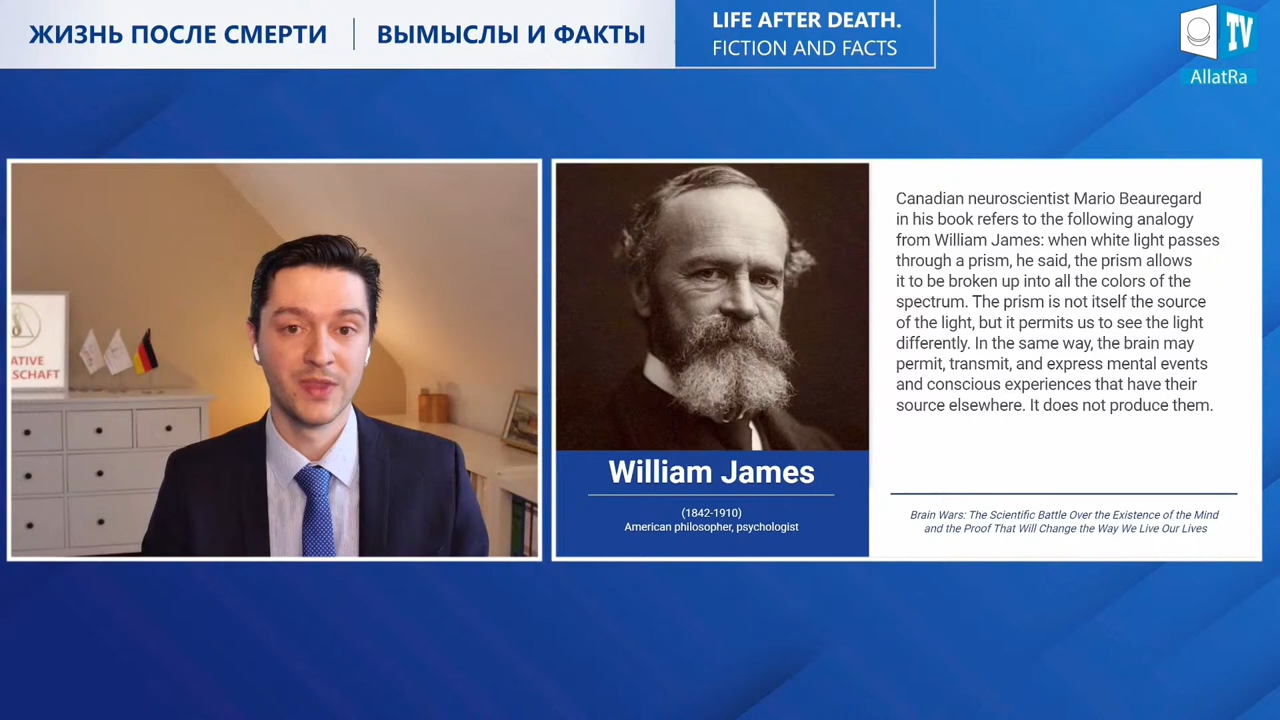 ЖИЗНЬ ПОСЛЕ СМЕРТИ
ВЫМЫСЛЫ И ФАКТЫ
LIFE AFTER DEATH.
FICTION AND FACTS
TV
AllatRa
ATIVE
SCHAFT
Canadian neuroscientist Mario Beauregard
in his book refers to the following analogy
from William James: when white light passes
through a prism, he said, the prism allows
it to be broken up into all the colors of the
spectrum. The prism is not itself the source
of the light, but it permits us to see the light
differently. In the same way, the brain may
permit, transmit, and express mental events
and conscious experiences that have their
source elsewhere. It does not produce them.
William James
(1842-1910)
American philosopher, psychologist
Brain Wars: The Scientific Battle Over the Existence of the Mind
and the Proof That Will Change the Way We Live Our Lives